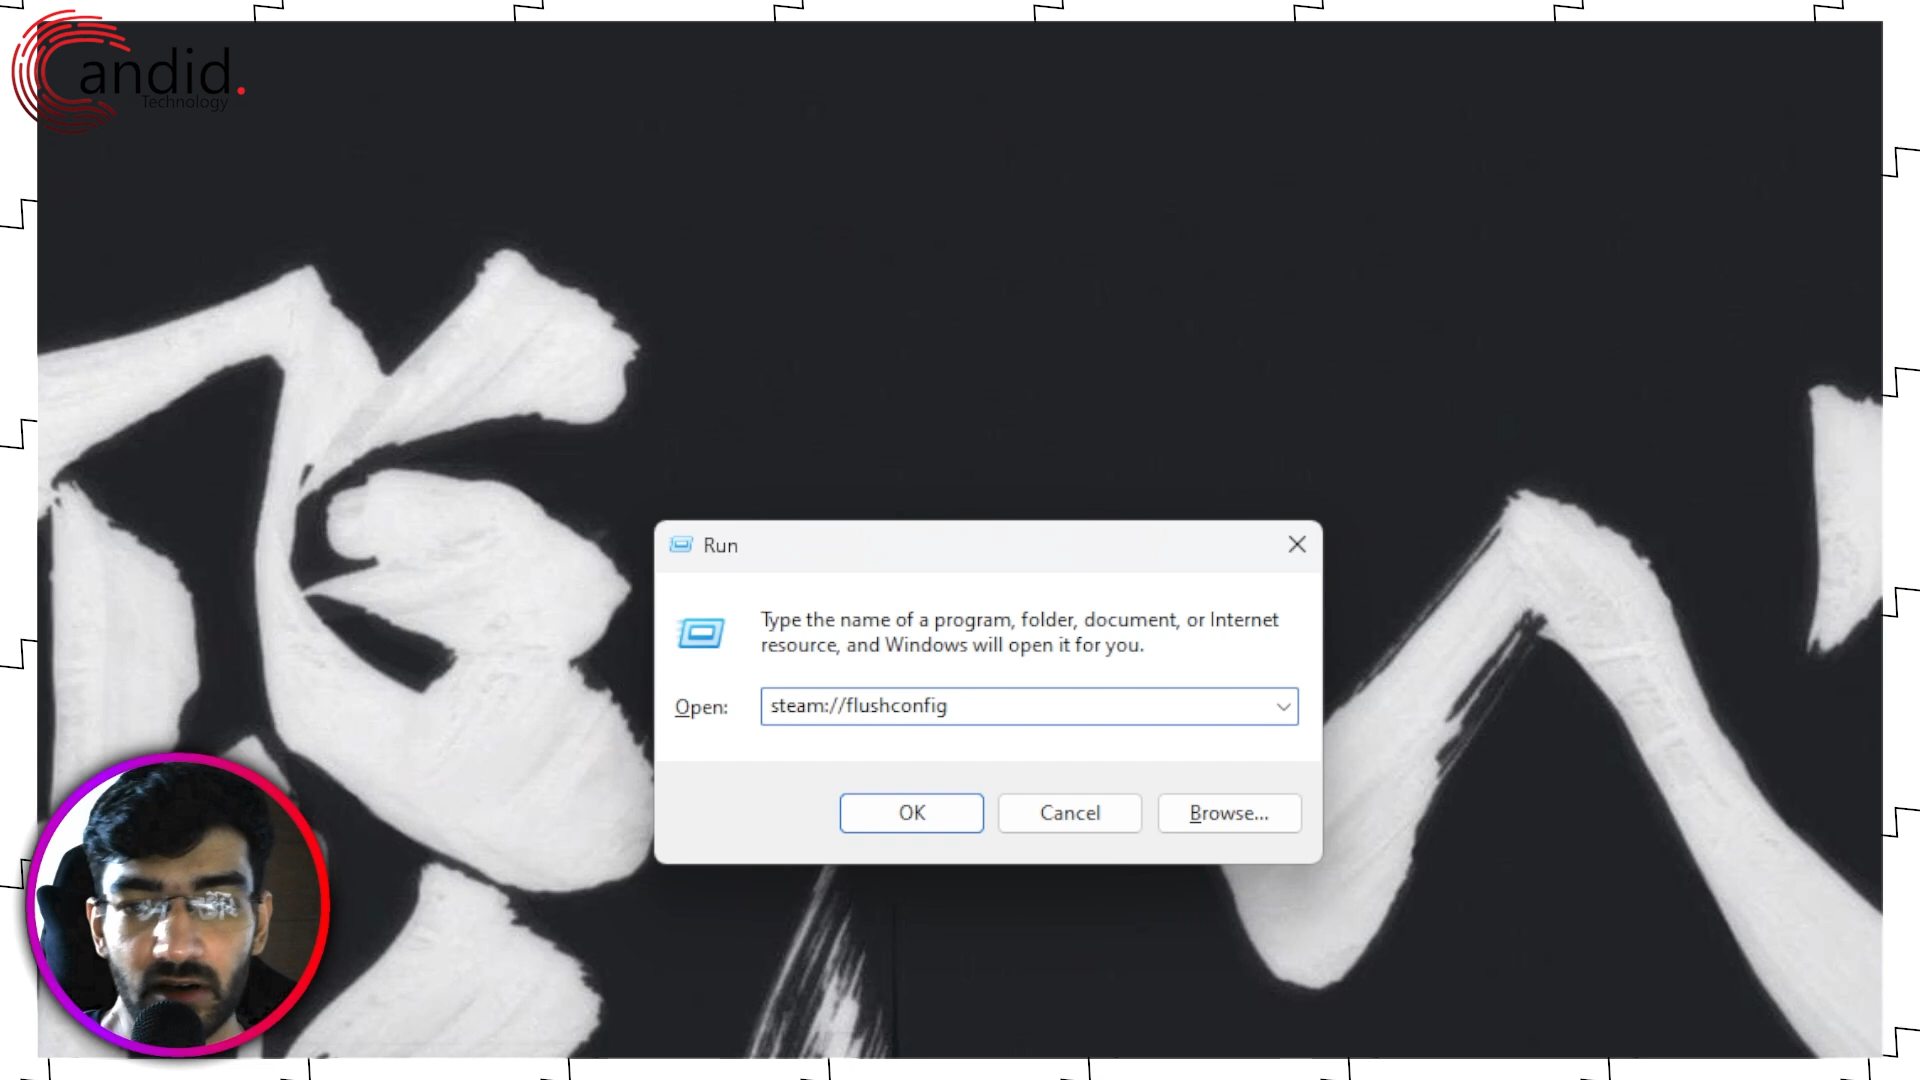 Candid.
Technology
Run
Type the name of a program, folder, document, or Internet
resource, and Windows will open it for you.
Open:
steam://flushconfig
OK
Cancel
Browse...